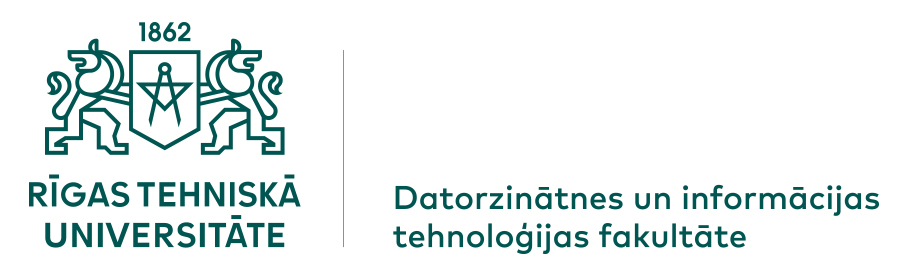 1862
RĪGAS TEHNISKĀ
UNIVERSITĀTE
Datorzinātnes un informācijas
tehnoloģijas fakultāte